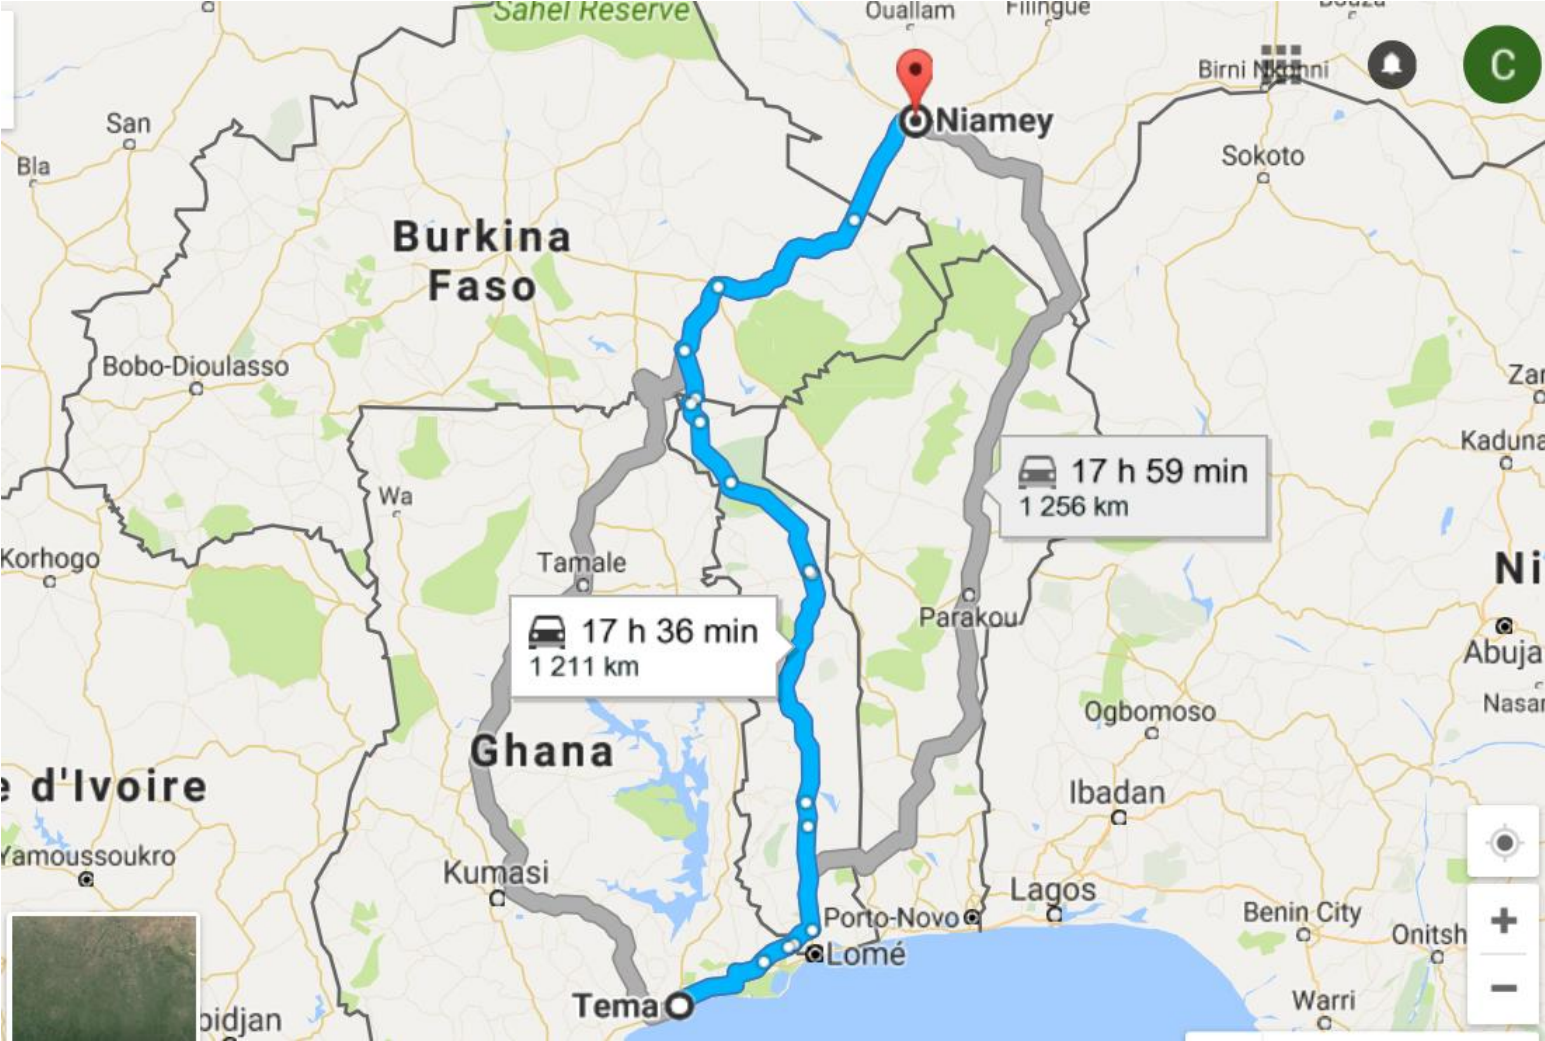 Sahel Reserve
Ouallam
Filingue
Birni Nkonni
C
San
Niamey
Bla
Sokoto
Burkina
Faso
Bobo-Dioulasso
Zar
Kaduna
17 h 59 min
1 256 km
Wa
Korhogo
Tamale
Ni
Parakou
17 h 36 min
1 211 km
Abuja
Nasar
Ogbomoso
Ghana
e d'Ivoire
Ibadan
Yamoussoukro
Kumasi
Lagos
Porto-Novo
Benin City
Onitsh
Lomé
Tema
Warri
bidjan